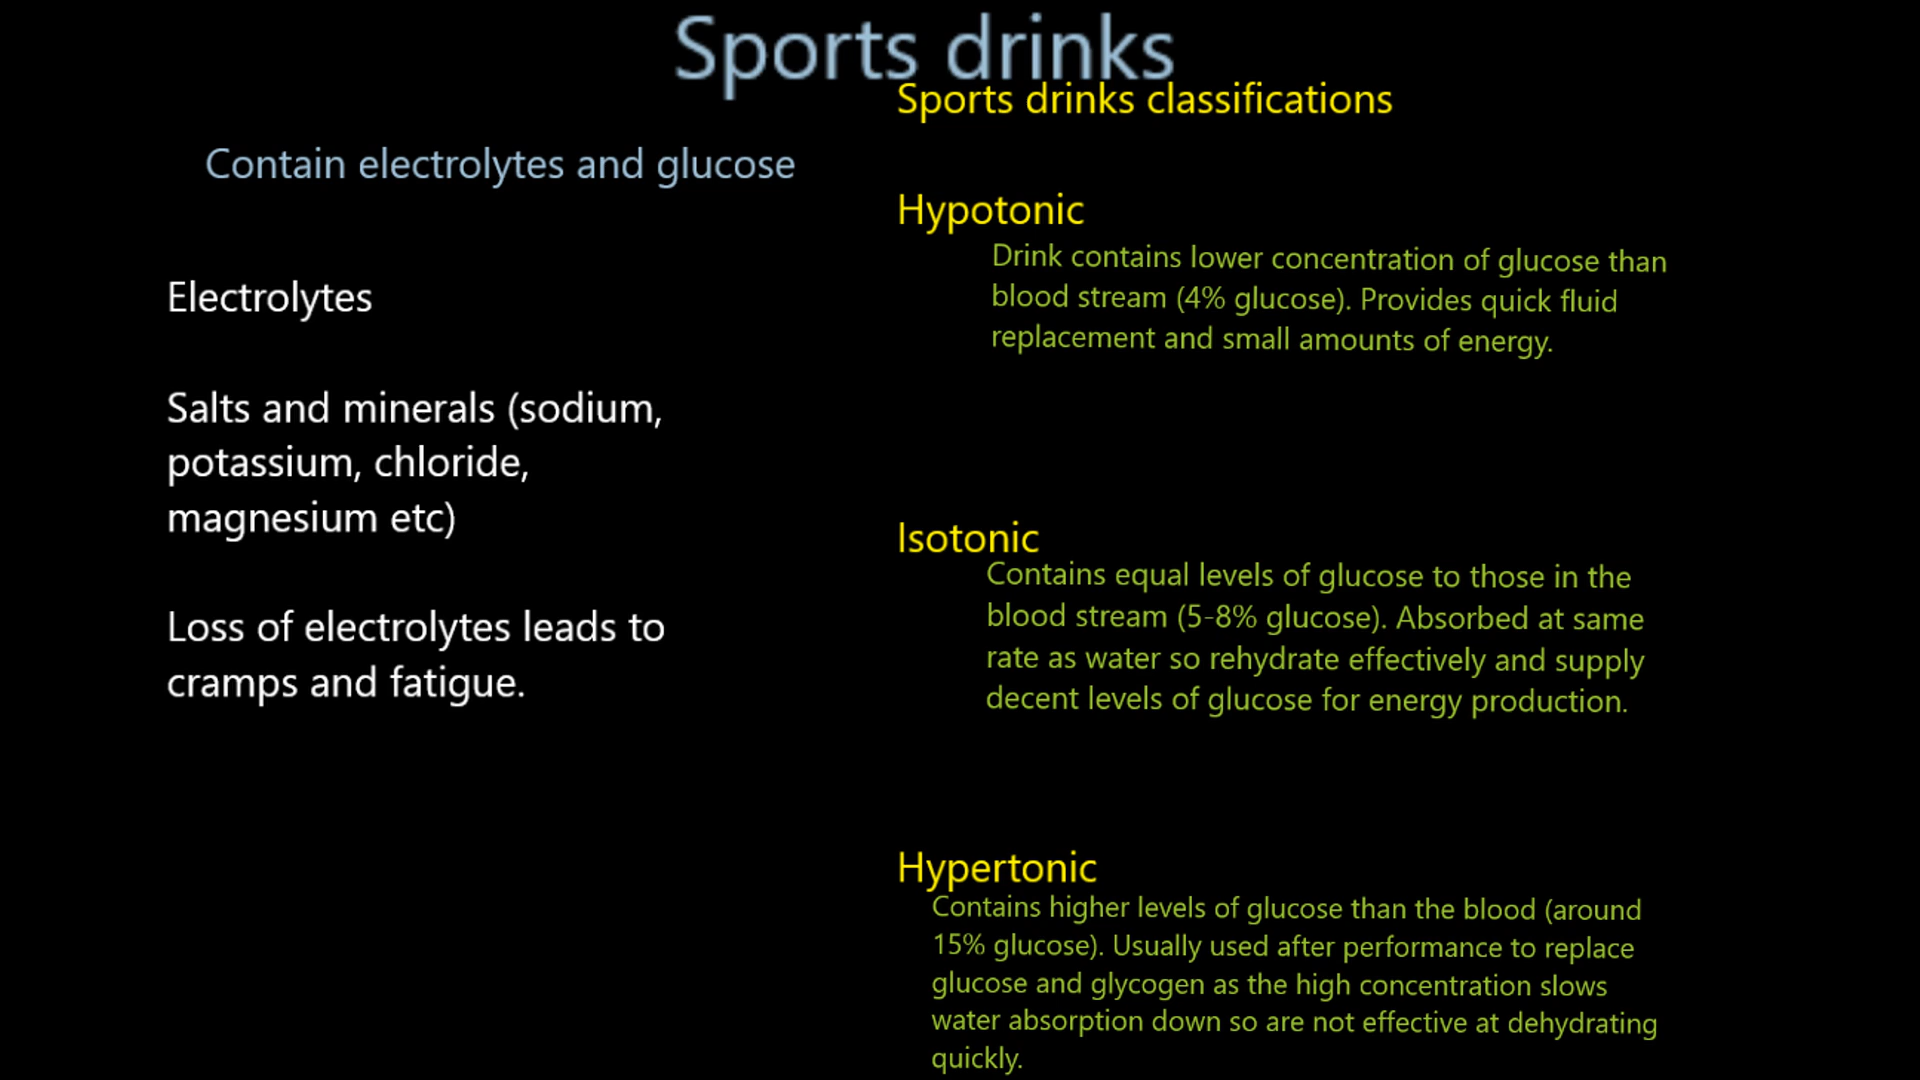 Sports drinks
Contain electrolytes and glucose
Electrolytes
Salts and minerals (sodium,
potassium, chloride,
magnesium etc)
Loss of electrolytes leads to
cramps and fatigue.
Sports drinks classifications
Hypotonic
Drink contains lower concentration of glucose than
blood stream (4% glucose). Provides quick fluid
replacement and small amounts of energy.
Isotonic
Contains equal levels of glucose to those in the
blood stream (5-8% glucose). Absorbed at same
rate as water so rehydrate effectively and supply
decent levels of glucose for energy production.
Hypertonic
Contains higher levels of glucose than the blood (around
15% glucose). Usually used after performance to replace
glucose and glycogen as the high concentration slows
water absorption down so are not effective at dehydrating
quickly.